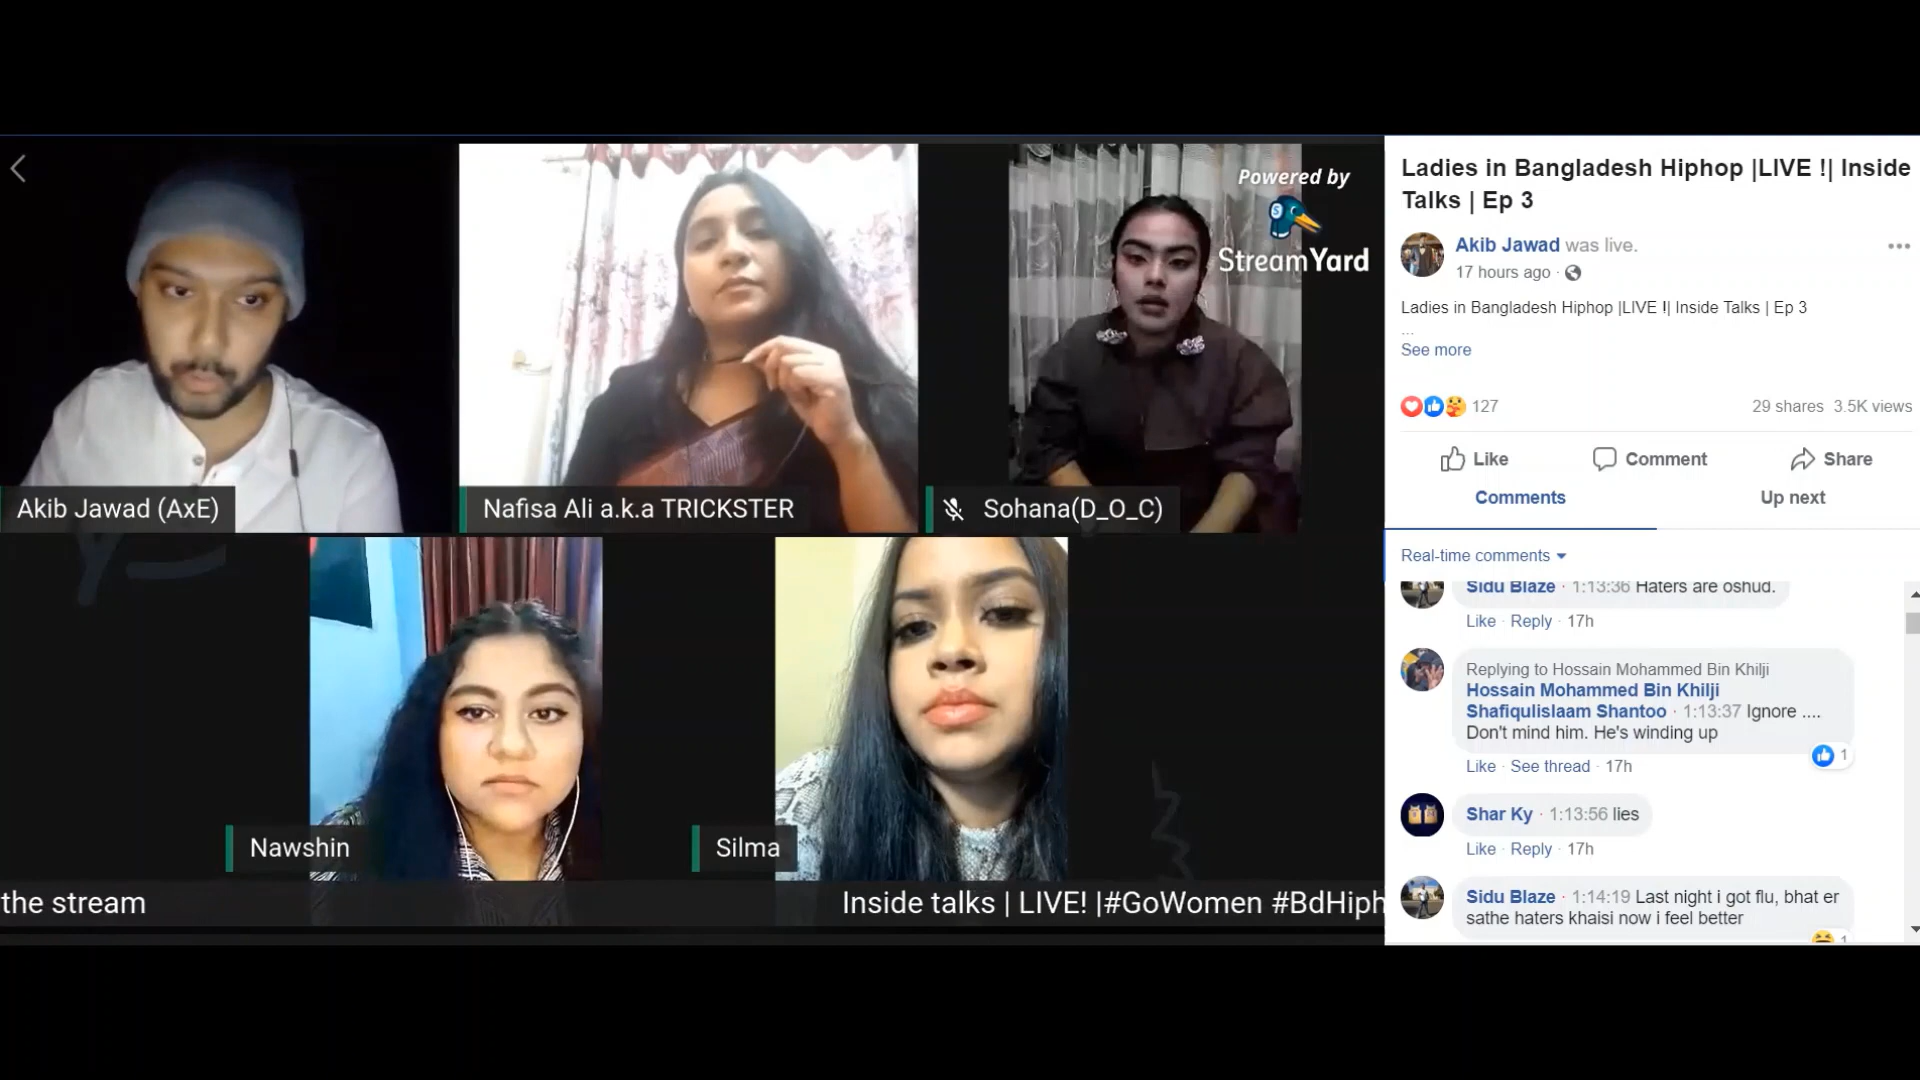 Powered by
StreamYard
Akib Jawad (AxE)
Nafisa Ali a.k.a TRICKSTER
Sohana(D_O_C)
Nawshin
Silma
the stream
Inside talks | LIVE! |#GoWomen #BdHiph
Ladies in Bangladesh Hiphop |LIVE !| Inside
Talks | Ep 3
Akib Jawad was live.
17 hours ago ·
Ladies in Bangladesh Hiphop |LIVE !| Inside Talks | Ep 3
...
See more
127
29 shares 3.5K views
Like
Comment
Share
Comments
Up next
Real-time comments
Sidu Blaze · 1:13:36 Haters are oshud.
Like · Reply · 17h
Replying to Hossain Mohammed Bin Khilji
Hossain Mohammed Bin Khilji
Shafiqulislaam Shantoo · 1:13:37 Ignore ....
Don't mind him. He's winding up
1
Like · See thread · 17h
Shar Ky · 1:13:56 lies
Like · Reply · 17h
Sidu Blaze · 1:14:19 Last night i got flu, bhat er
sathe haters khaisi now i feel better
1